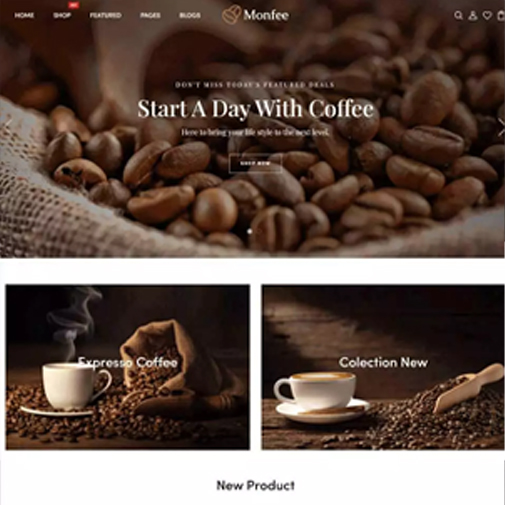 HOME SHOP FEATURED PAGES BLOGS Monfee
DON'T MISS TODAY'S FEATURED DEALS
Start A Day With Coffee
Here to bring your life style to the next level.
SHOP NOW
Expresso Coffee
Colection New
New Product